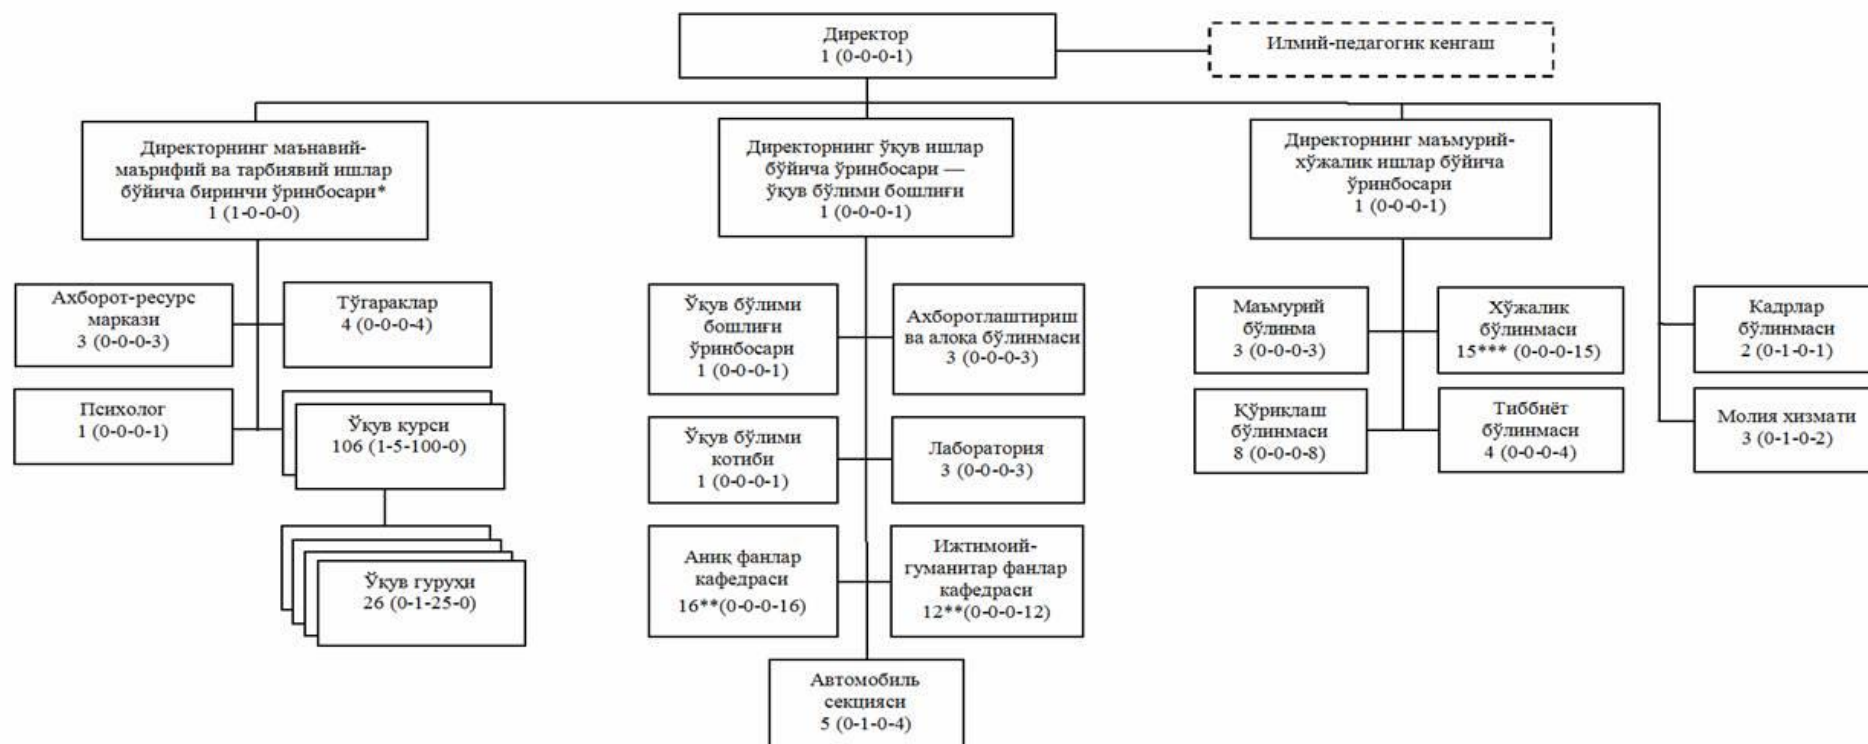 Директор
1 (0-0-0-1)
Илмий-педагогик кенгаш
Директорнинг маънавий-
маърифий ва тарбиявий ишлар
бўйича биринчи ўринбосари*
1 (1-0-0-0)
Директорнинг ўқув ишлар
бўйича ўринбосари —
ўқув бўлими бошлиғи
1 (0-0-0-1)
Директорнинг маъмурий-
хўжалик ишлар бўйича
ўринбосари
1 (0-0-0-1)
Ахборот-ресурс
маркази
3 (0-0-0-3)
Тўгараклар
4 (0-0-0-4)
Психолог
1 (0-0-0-1)
Ўқув курси
106 (1-5-100-0)
Ўқув гуруҳи
26 (0-1-25-0)
Ўқув бўлими
бошлиғи
ўринбосари
1 (0-0-0-1)
Ахборотлаштириш
ва алоқа бўлинмаси
3 (0-0-0-3)
Ўқув бўлими
котиби
1 (0-0-0-1)
Лаборатория
3 (0-0-0-3)
Аниқ фанлар
кафедраси
16**(0-0-0-16)
Ижтимоий-
гуманитар фанлар
кафедраси
12**(0-0-0-12)
Автомобиль
секцияси
5 (0-1-0-4)
Маъмурий
бўлинма
3 (0-0-0-3)
Хўжалик
бўлинмаси
15*** (0-0-0-15)
Қўриқлаш
бўлинмаси
8 (0-0-0-8)
Тиббиёт
бўлинмаси
4 (0-0-0-4)
Кадрлар
бўлинмаси
2 (0-1-0-1)
Молия хизмати
3 (0-1-0-2)